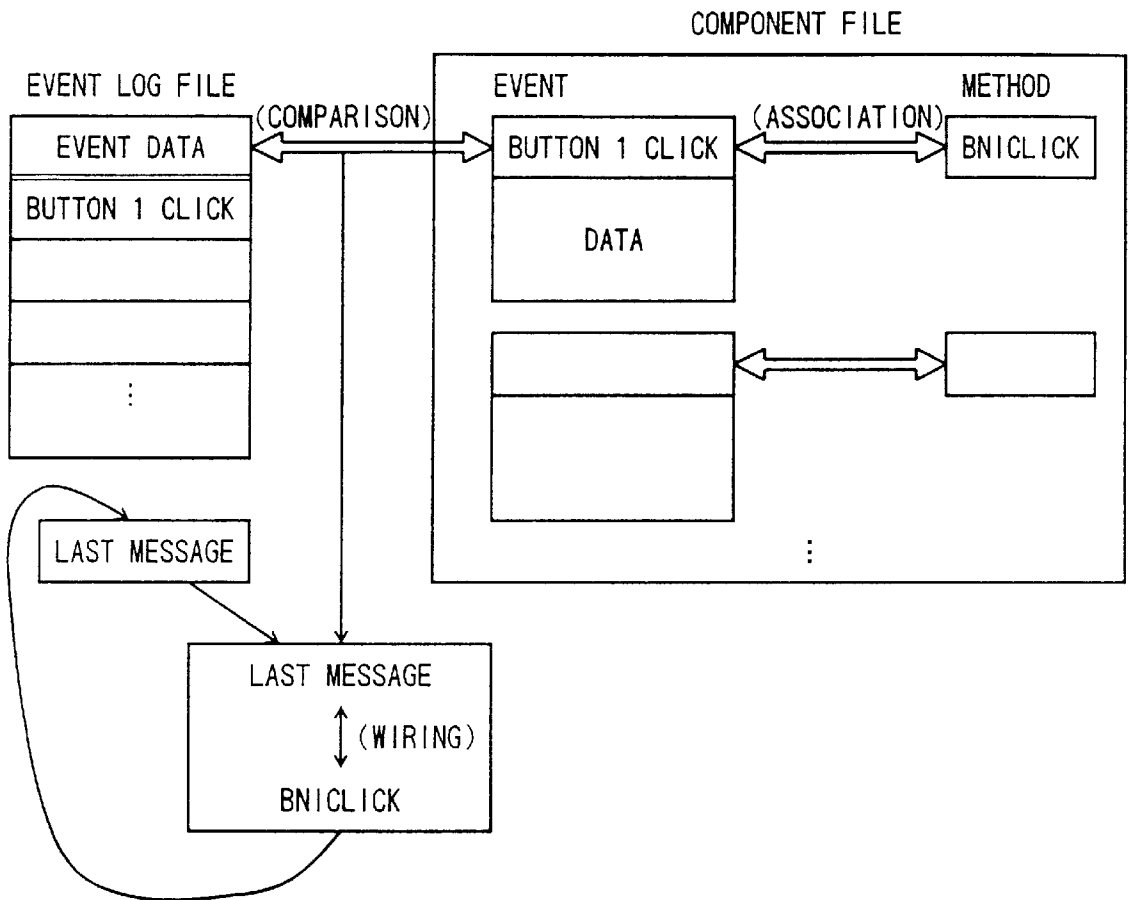 COMPONENT FILE
EVENT LOG FILE
EVENT
METHOD
(COMPARISON)
(ASSOCIATION)
EVENT DATA
BUTTON 1 CLICK
BNICLICK
BUTTON 1 CLICK
DATA
⋮
LAST MESSAGE
⋮
LAST MESSAGE
(WIRING)
BNICLICK